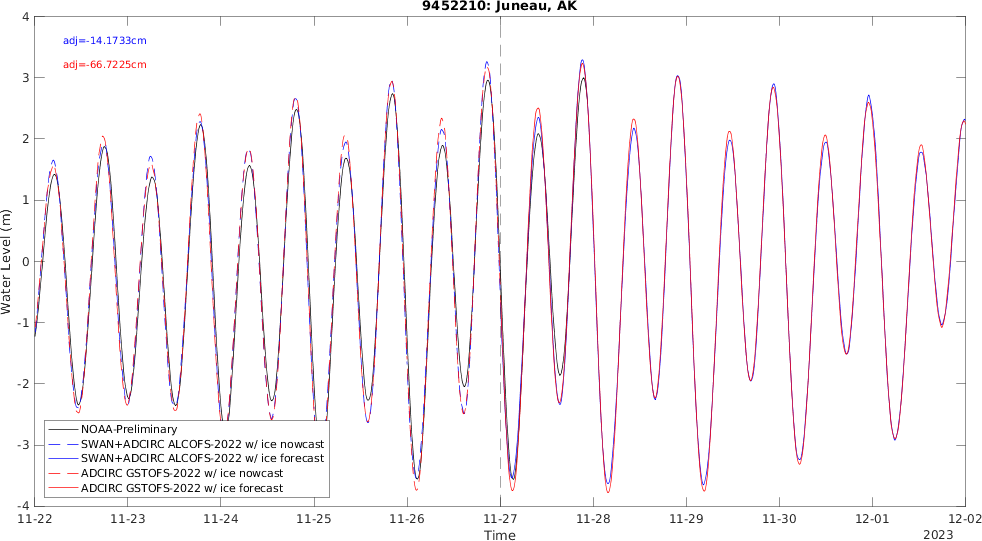 9452210: Juneau, AK
adj=-14.1733cm
adj=-66.7225cm
Water Level (m)
4
3
2
1
0
-1
-2
-3
-4
NOAA-Preliminary
SWAN+ADCIRC ALCOFS-2022 w/ ice nowcast
SWAN+ADCIRC ALCOFS-2022 w/ ice forecast
ADCIRC GSTOFS-2022 w/ ice nowcast
ADCIRC GSTOFS-2022 w/ ice forecast
11-22 11-23 11-24 11-25 11-26 11-27 11-28 11-29 11-30 12-01 12-02
Time
2023